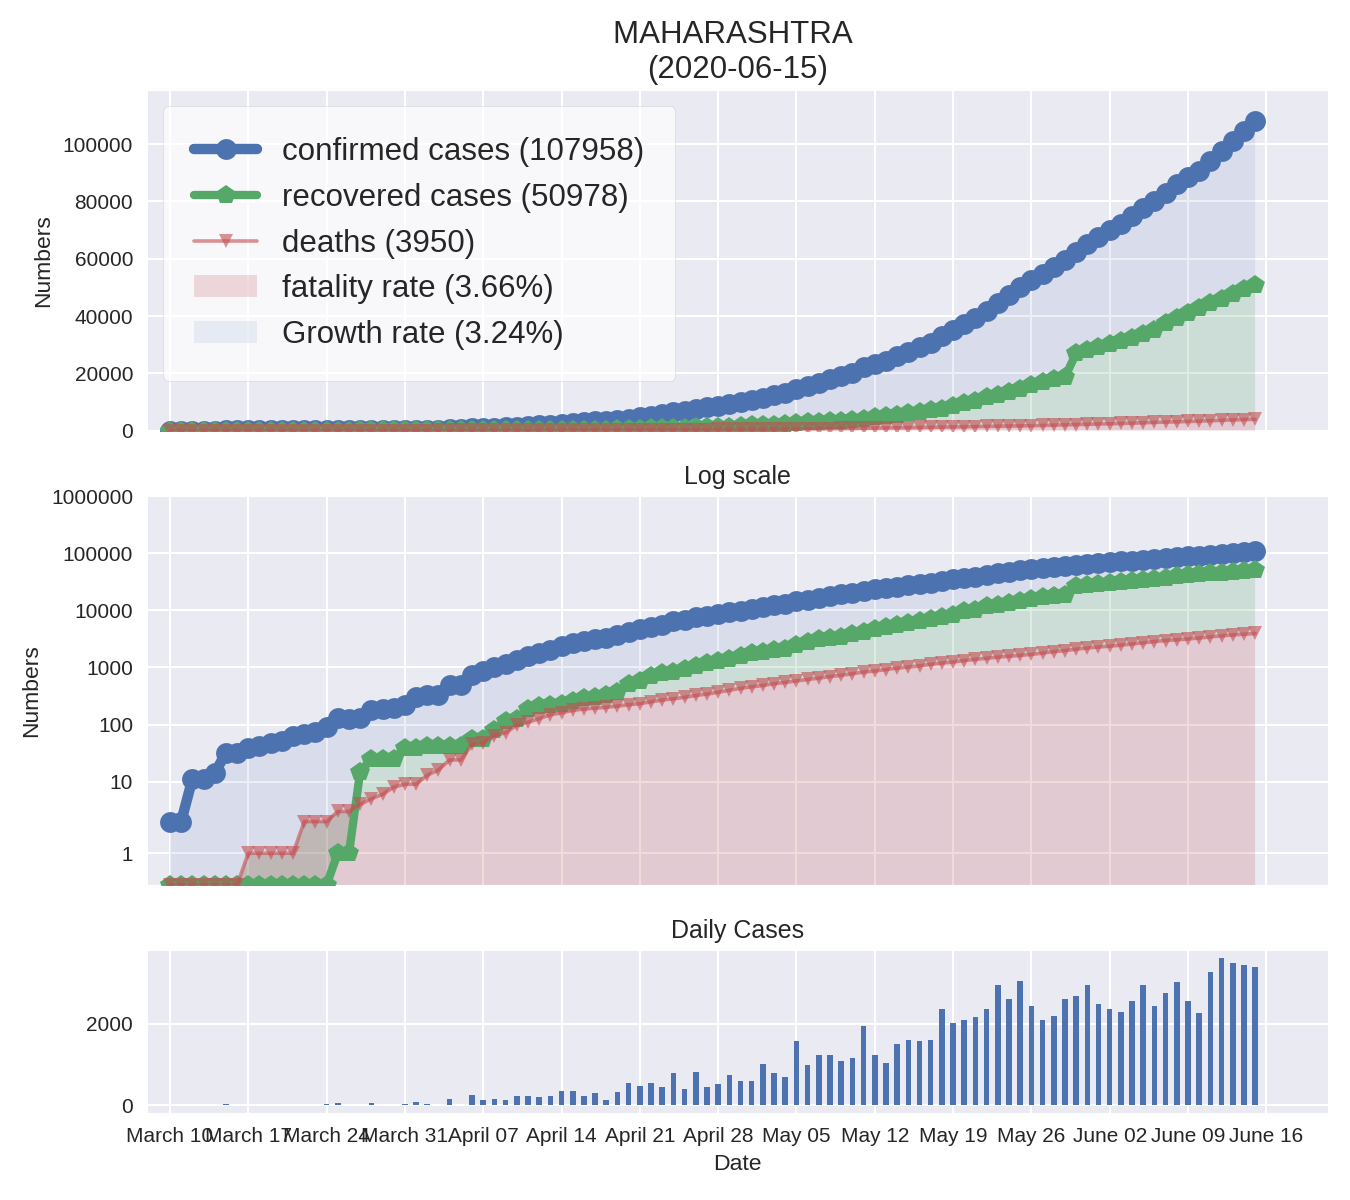 MAHARASHTRA
(2020-06-15)
100000
80000
60000
40000
20000
0
Numbers
confirmed cases (107958)
recovered cases (50978)
deaths (3950)
fatality rate (3.66%)
Growth rate (3.24%)
Log scale
1000000
100000
10000
1000
100
10
1
Numbers
Daily Cases
2000
0
March 10 March 17 March 24 March 31 April 07 April 14 April 21 April 28 May 05 May 12 May 19 May 26 June 02 June 09 June 16
Date